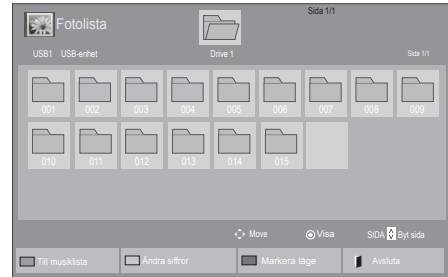 Sida 1/1
Fotolista
USB1 USB-enhet Drive 1 Sida 1/1
001 002 003 004 005 006 007 008 009
010 011 012 013 014 015
Move Visa SIDA Byt sida
Till musiklista Ändra siffror Markera läge Avsluta